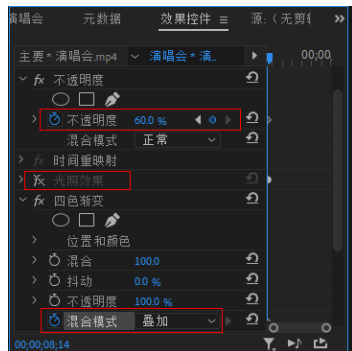 演唱会 元数据 效果控件 ≡ 源:（无剪辑 »
主要*演唱会.mp4 演唱会*演... 00;00
fx 不透明度
不透明度 60.0 %
混合模式 正常
fx 时间重映射
fx 光照效果
fx 四色渐变
位置和颜色
混合 100.0
抖动 0.0 %
不透明度 100.0 %
混合模式 叠加
00;00;08;14